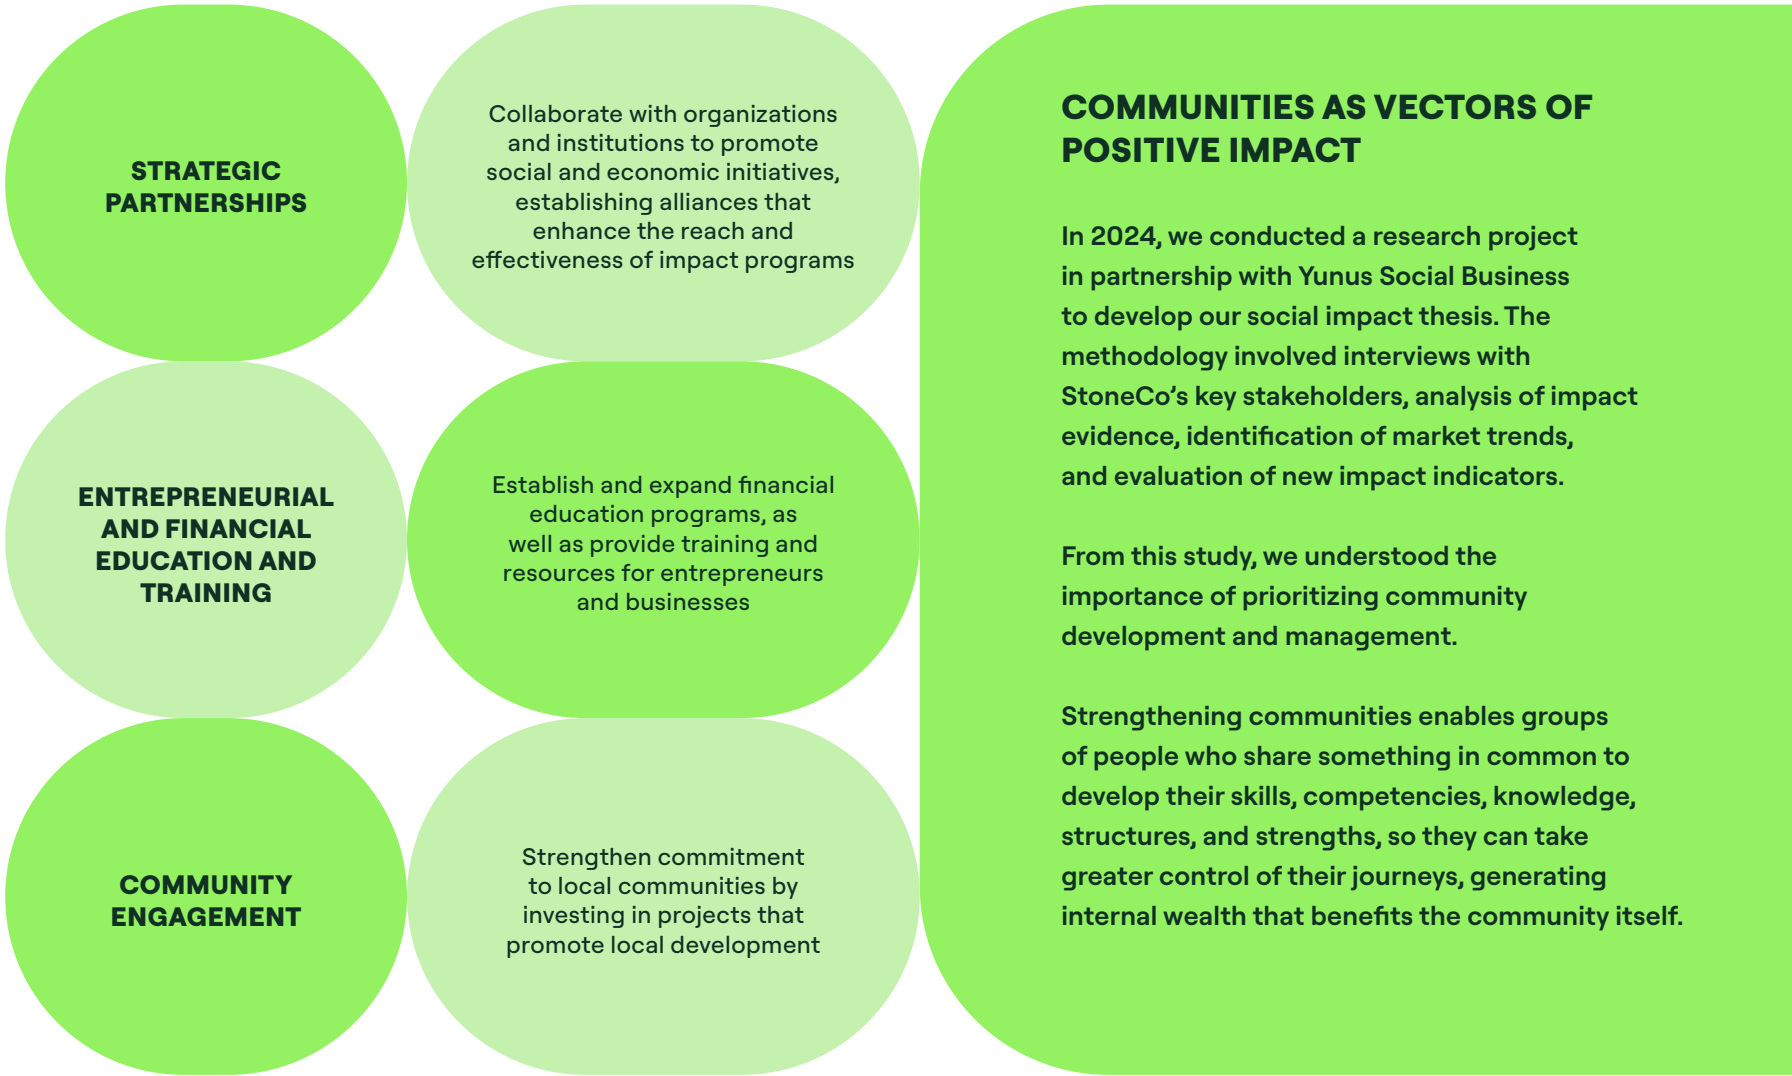 STRATEGIC
PARTNERSHIPS
Collaborate with organizations
and institutions to promote
social and economic initiatives,
establishing alliances that
enhance the reach and
effectiveness of impact programs
ENTREPRENEURIAL
AND FINANCIAL
EDUCATION AND
TRAINING
Establish and expand financial
education programs, as
well as provide training and
resources for entrepreneurs
and businesses
COMMUNITY
ENGAGEMENT
Strengthen commitment
to local communities by
investing in projects that
promote local development
COMMUNITIES AS VECTORS OF
POSITIVE IMPACT
In 2024, we conducted a research project
in partnership with Yunus Social Business
to develop our social impact thesis. The
methodology involved interviews with
StoneCo’s key stakeholders, analysis of impact
evidence, identification of market trends,
and evaluation of new impact indicators.
From this study, we understood the
importance of prioritizing community
development and management.
Strengthening communities enables groups
of people who share something in common to
develop their skills, competencies, knowledge,
structures, and strengths, so they can take
greater control of their journeys, generating
internal wealth that benefits the community itself.